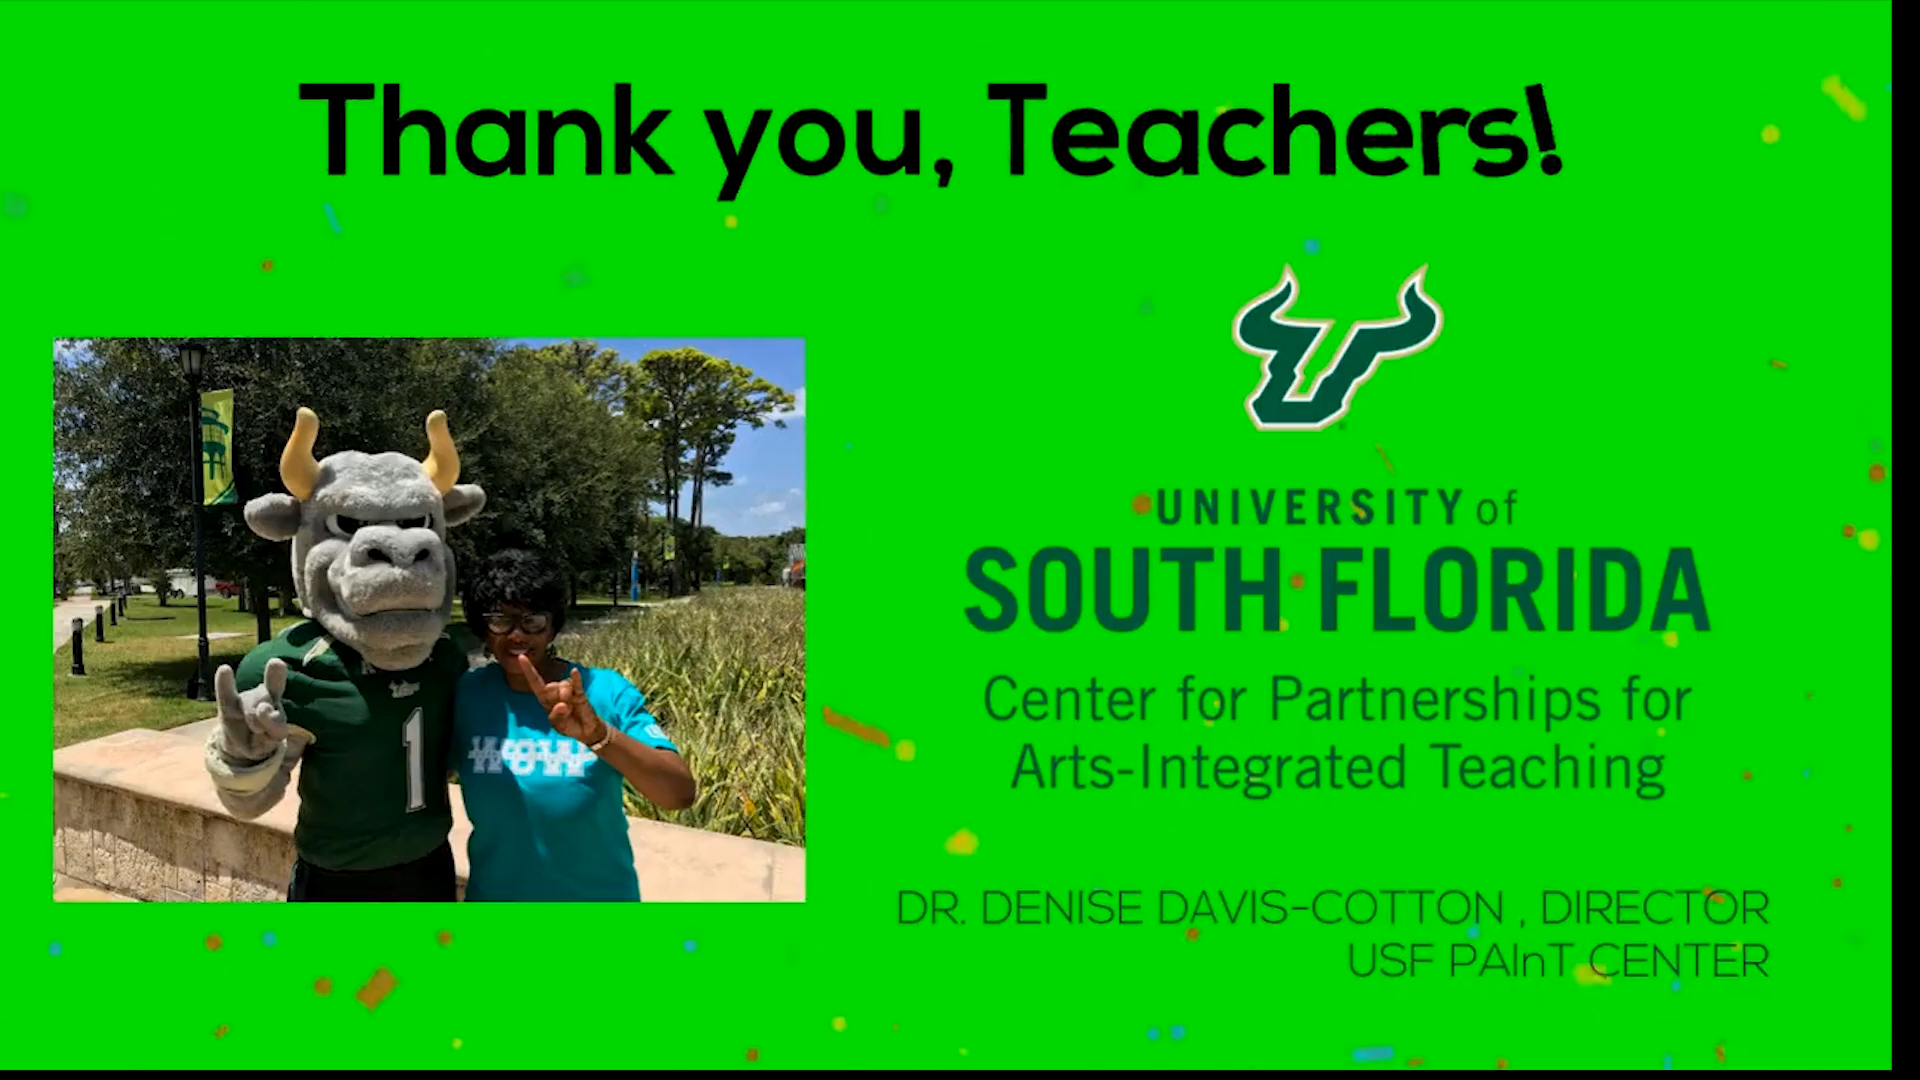 Thank you, Teachers!
UNIVERSITY of
SOUTH FLORIDA
Center for Partnerships for
Arts-Integrated Teaching
DR. DENISE DAVIS-COTTON , DIRECTOR
USF PAInT CENTER
1